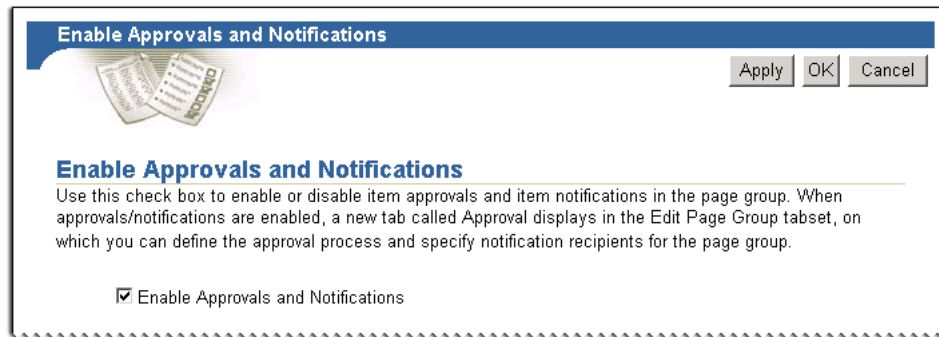 Enable Approvals and Notifications
Apply OK Cancel
Enable Approvals and Notifications
Use this check box to enable or disable item approvals and item notifications in the page group. When
approvals/notifications are enabled, a new tab called Approval displays in the Edit Page Group tabset, on
which you can define the approval process and specify notification recipients for the page group.
Enable Approvals and Notifications